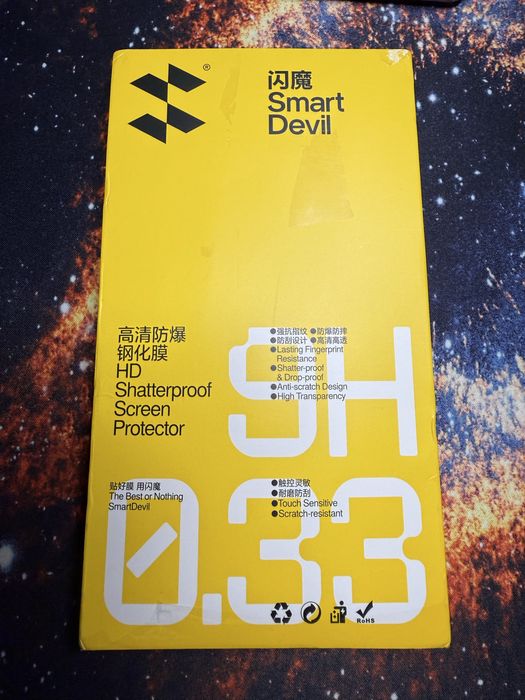 ®
闪魔
Smart
Devil
高清防爆
钢化膜
HD
Shatterproof
Screen
Protector
●强抗指纹 ●防爆防摔
●防刮设计 ●高清高透
●Lasting Fingerprint
Resistance
●Shatter-proof
& Drop-proof
●Anti-scratch Design
●High Transparency
9H
贴好膜 用闪魔
The Best or Nothing
SmartDevil
●触控灵敏
●耐磨防刮
●Touch Sensitive
●Scratch-resistant
0.33
RoHS